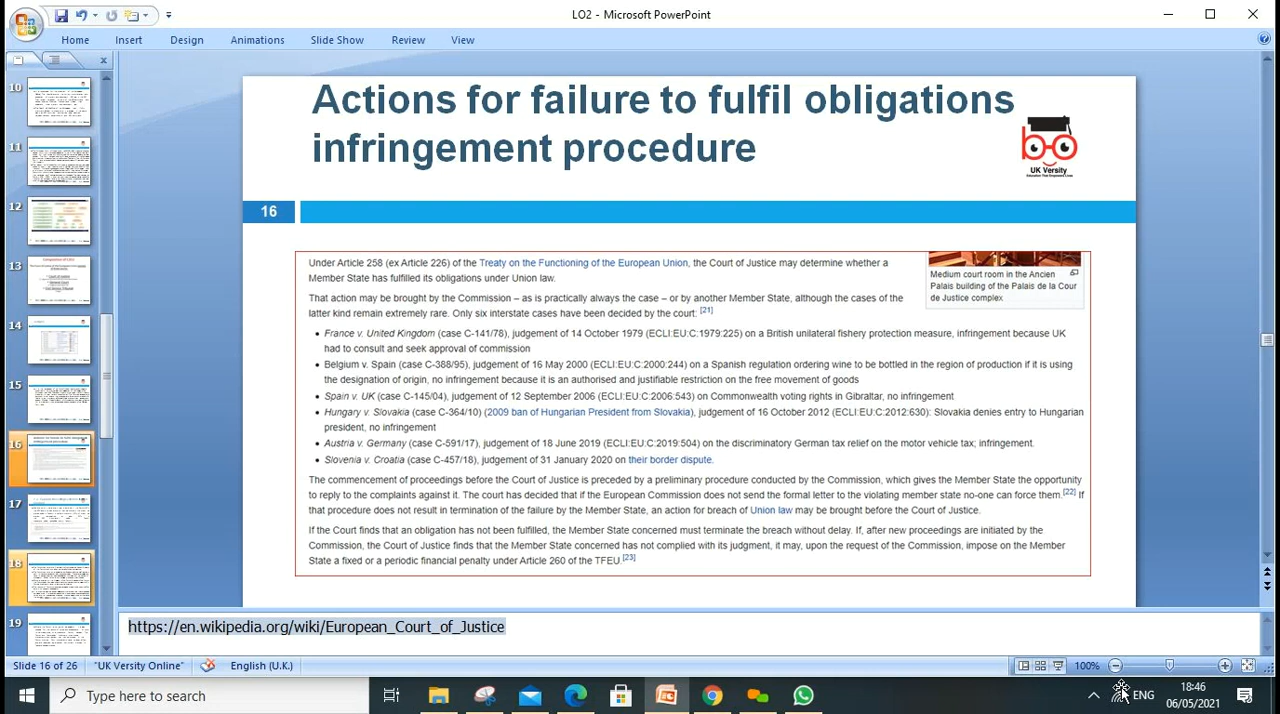 LO2 - Microsoft PowerPoint
Home Insert Design Animations Slide Show Review View
10
11
12
13
14
15
16
17
18
19
Actions for failure to fulfil obligations
infringement procedure
UK Versity
16
Under Article 258 (ex Article 226) of the Treaty on the Functioning of the European Union, the Court of Justice may determine whether a
Member State has fulfilled its obligations under Union law.
That action may be brought by the Commission – as is practically always the case – or by another Member State, although the cases of the
latter kind remain extremely rare. Only six interstate cases have been decided by the court: [21]
Medium court room in the Ancien
Palais building of the Palais de la Cour
de Justice complex
• France v. United Kingdom (case C-141/78), judgement of 14 October 1979 (ECLI:EU:C:1979:225) on a British unilateral fishery protection measure, infringement because UK
had to consult and seek approval of commission
• Belgium v. Spain (case C-388/95), judgement of 16 May 2000 (ECLI:EU:C:2000:244) on a Spanish regulation ordering wine to be bottled in the region of production if it is using
the designation of origin, no infringement because it is an authorised and justifiable restriction on the free movement of goods
• Spain v. UK (case C-145/04), judgement of 12 September 2006 (ECLI:EU:C:2006:543) on Commonwealth voting rights in Gibraltar, no infringement
• Hungary v. Slovakia (case C-364/10) (2009 ban of Hungarian President from Slovakia), judgement of 16 October 2012 (ECLI:EU:C:2012:630): Slovakia denies entry to Hungarian
president, no infringement
• Austria v. Germany (case C-591/17), judgement of 18 June 2019 (ECLI:EU:C:2019:504) on the discriminatory German tax relief on the motor vehicle tax; infringement.
• Slovenia v. Croatia (case C-457/18), judgement of 31 January 2020 on their border dispute.
The commencement of proceedings before the Court of Justice is preceded by a preliminary procedure conducted by the Commission, which gives the Member State the opportunity
to reply to the complaints against it. The court has decided that if the European Commission does not send the formal letter to the violating member state no-one can force them.[22] If
that procedure does not result in termination of the failure by the Member State, an action for breach of Union law may be brought before the Court of Justice.
If the Court finds that an obligation has not been fulfilled, the Member State concerned must terminate the breach without delay. If, after new proceedings are initiated by the
Commission, the Court of Justice finds that the Member State concerned has not complied with its judgment, it may, upon the request of the Commission, impose on the Member
State a fixed or a periodic financial penalty under Article 260 of the TFEU.[23]
https://en.wikipedia.org/wiki/European_Court_of_Justice
Slide 16 of 26 "UK Versity Online" English (U.K.) 100%
Type here to search
ENG
18:46
06/05/2021